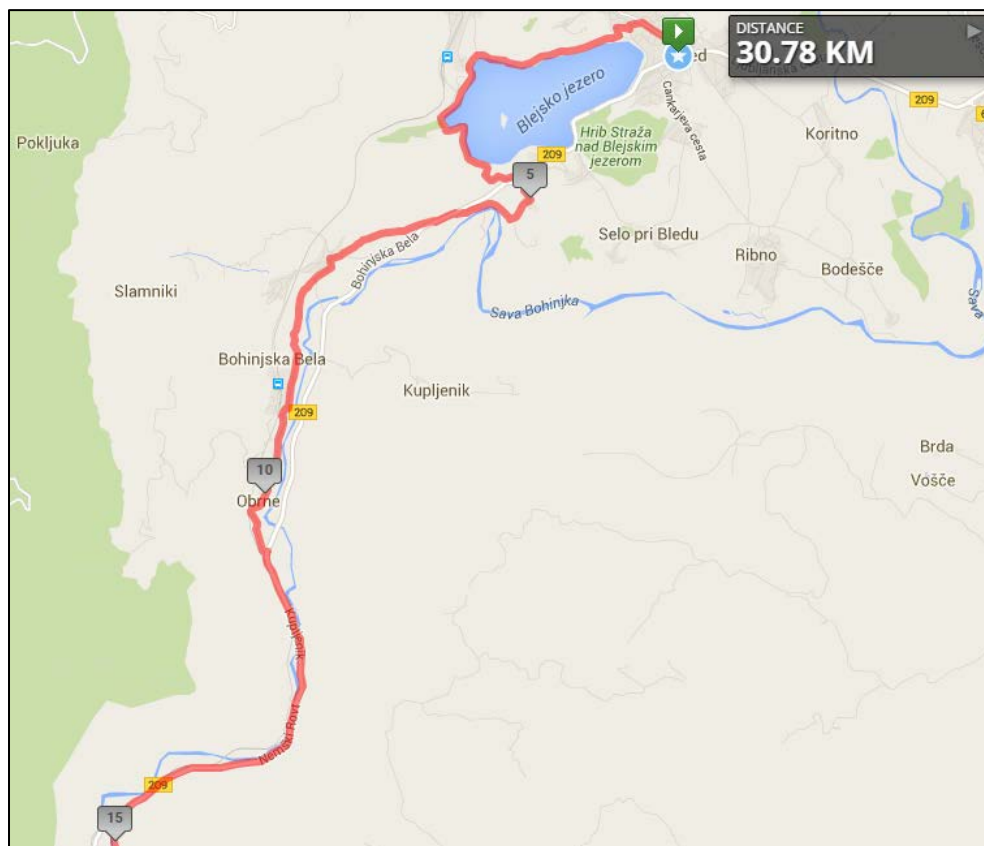 DISTANCE
30.78 KM
ed
Ljubljanska c
209
Blejsko jezero
Cankarjeva cesta
Koritno
Pokljuka
Hrib Straža
nad Blejskim
jezerom
209
5
Selo pri Bledu
Ribno
Bodešče
Bohinjska Bela
Slamniki
Sava Bohinjka
Sava
Bohinjska Bela
Kupljenik
209
Brda
Vošče
10
Obrne
Kupljenik
Nemški Rovt
209
15